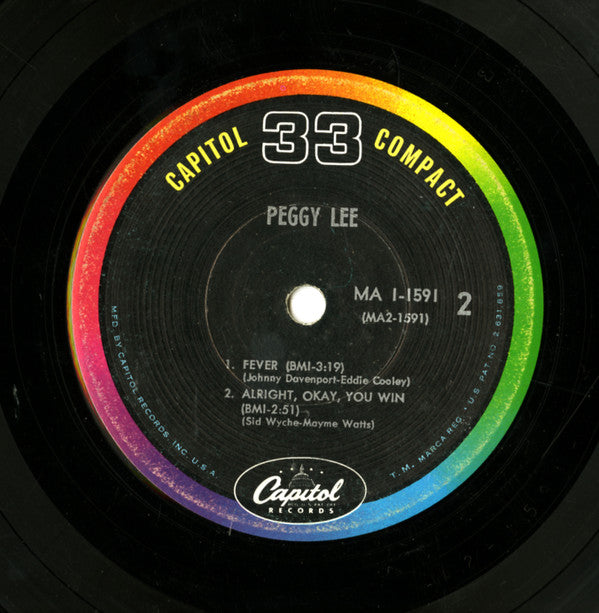 CAPITOL 33 COMPACT
PEGGY LEE
MA 1-1591
2
(MA2-1591)
1. FEVER (BMI-3:19)
(Johnny Davenport-Eddie Cooley)
2. ALRIGHT, OKAY, YOU WIN
(BMI-2:51)
(Sid Wyche-Mayme Watts)
MFD. BY CAPITOL RECORDS, INC. U.S.A.
T. M. MARCA REG. • U.S. PAT. NO. 2,631,859
Capitol
RECORDS